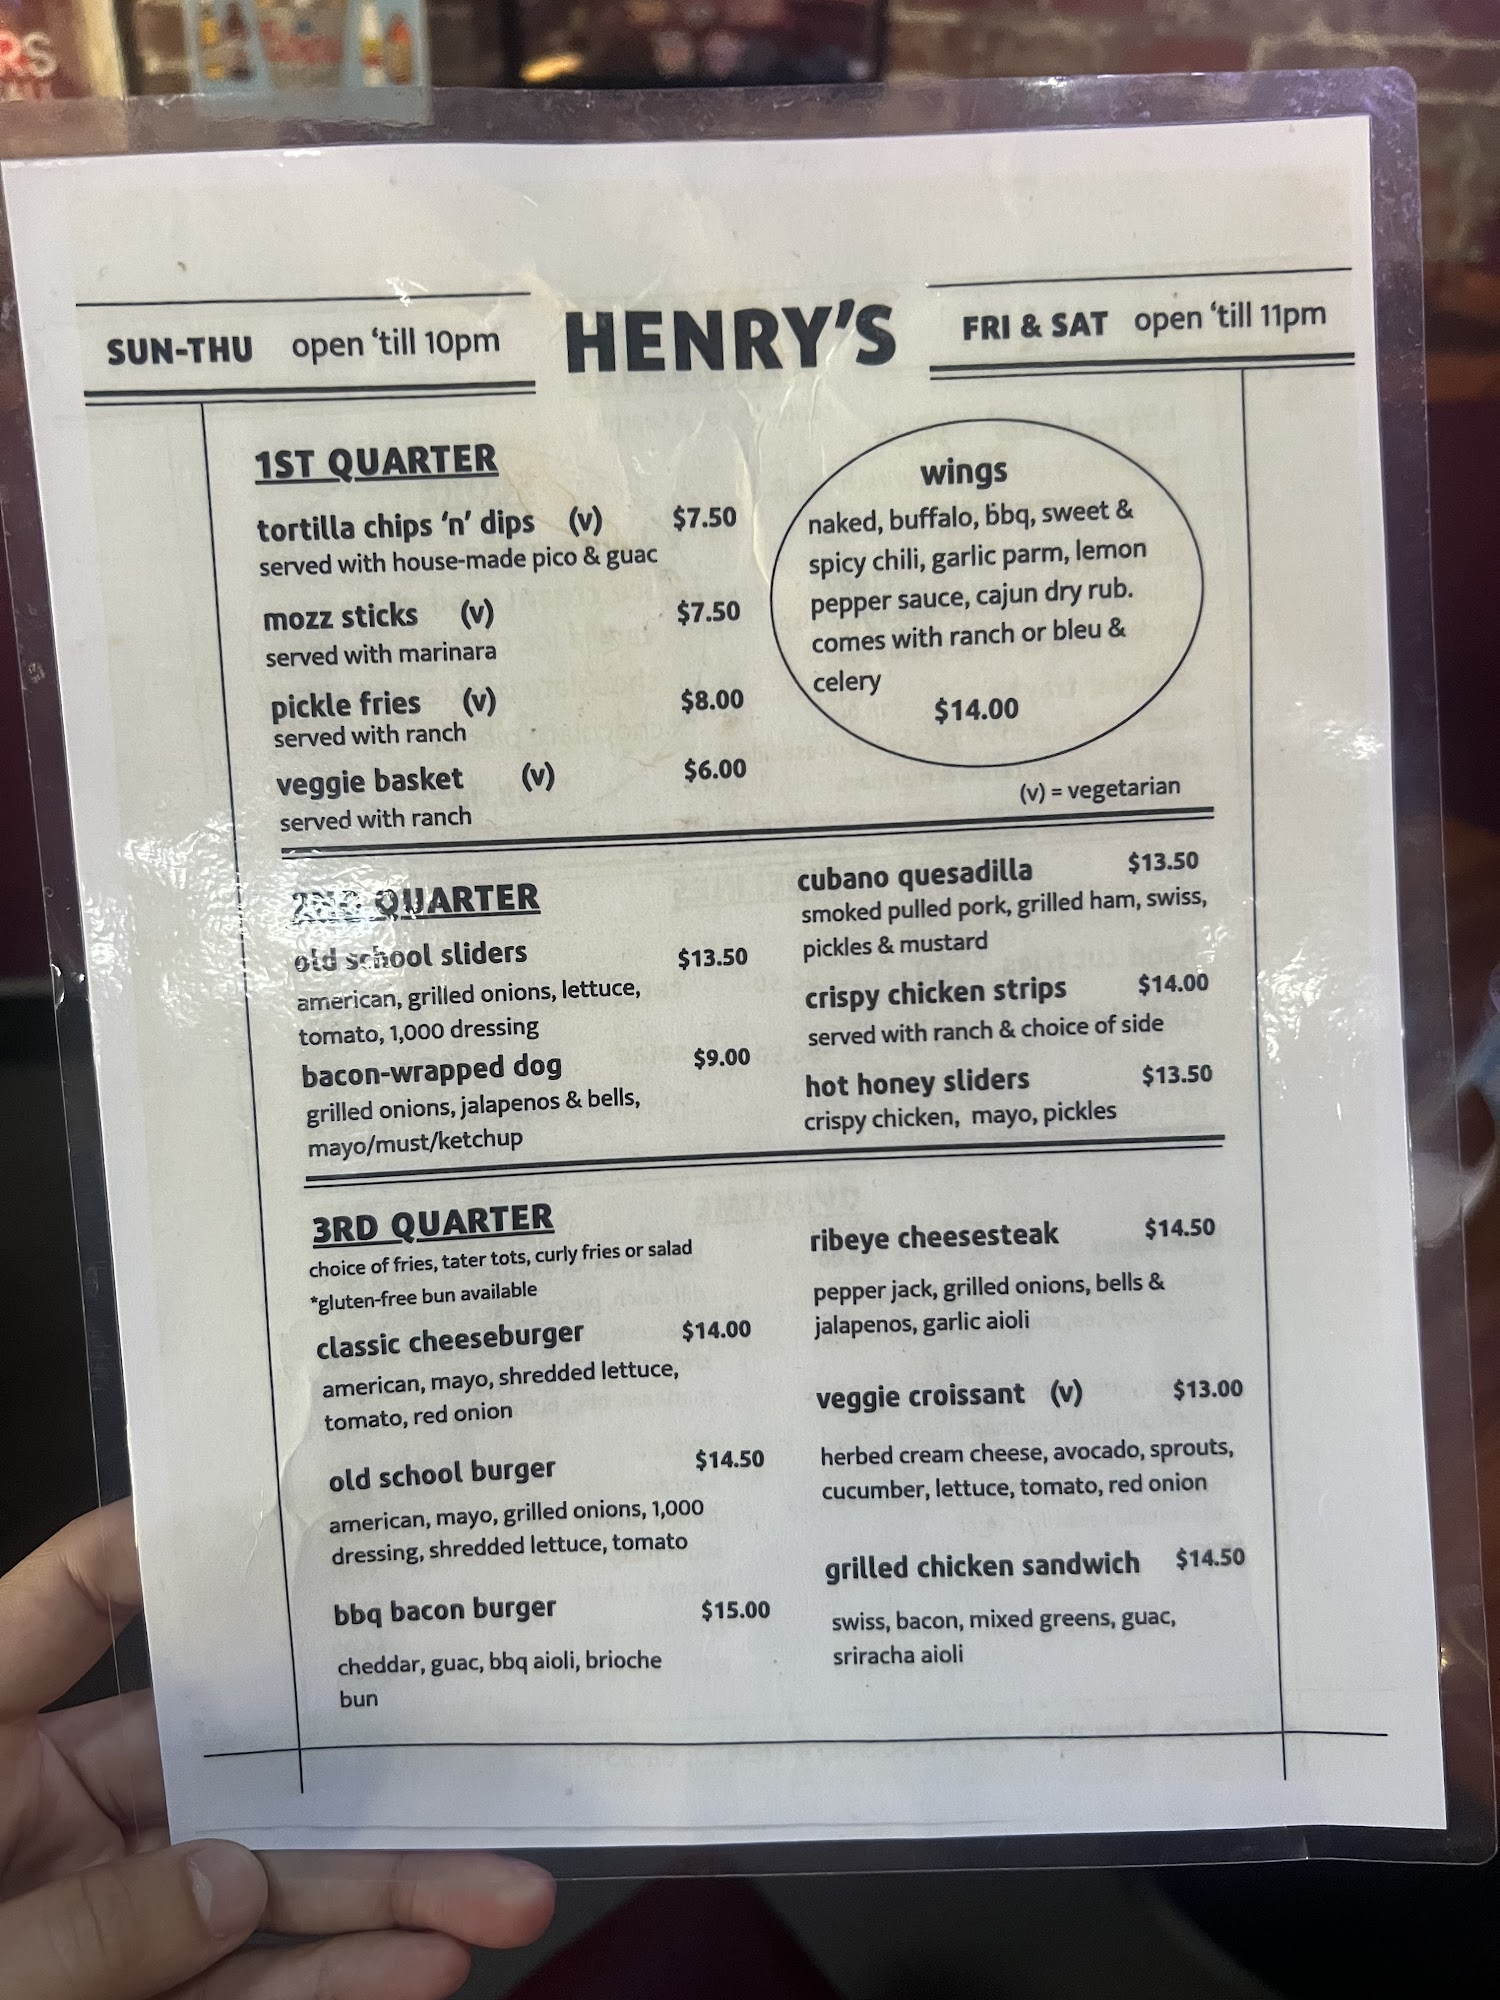 RS
SUN-THU open 'till 10pm
HENRY'S
FRI & SAT open 'till 11pm
1ST QUARTER
tortilla chips 'n' dips (v) $7.50
served with house-made pico & guac
mozz sticks (v) $7.50
served with marinara
pickle fries (v) $8.00
served with ranch
veggie basket (v) $6.00
served with ranch
wings
naked, buffalo, bbq, sweet &
spicy chili, garlic parm, lemon
pepper sauce, cajun dry rub.
comes with ranch or bleu &
celery
$14.00
(v) = vegetarian
2ND QUARTER
old school sliders $13.50
american, grilled onions, lettuce,
tomato, 1,000 dressing
bacon-wrapped dog $9.00
grilled onions, jalapenos & bells,
mayo/must/ketchup
cubano quesadilla $13.50
smoked pulled pork, grilled ham, swiss,
pickles & mustard
crispy chicken strips $14.00
served with ranch & choice of side
hot honey sliders $13.50
crispy chicken, mayo, pickles
3RD QUARTER
choice of fries, tater tots, curly fries or salad
*gluten-free bun available
classic cheeseburger $14.00
american, mayo, shredded lettuce,
tomato, red onion
old school burger $14.50
american, mayo, grilled onions, 1,000
dressing, shredded lettuce, tomato
bbq bacon burger $15.00
cheddar, guac, bbq aioli, brioche
bun
ribeye cheesesteak $14.50
pepper jack, grilled onions, bells &
jalapenos, garlic aioli
veggie croissant (v) $13.00
herbed cream cheese, avocado, sprouts,
cucumber, lettuce, tomato, red onion
grilled chicken sandwich $14.50
swiss, bacon, mixed greens, guac,
sriracha aioli